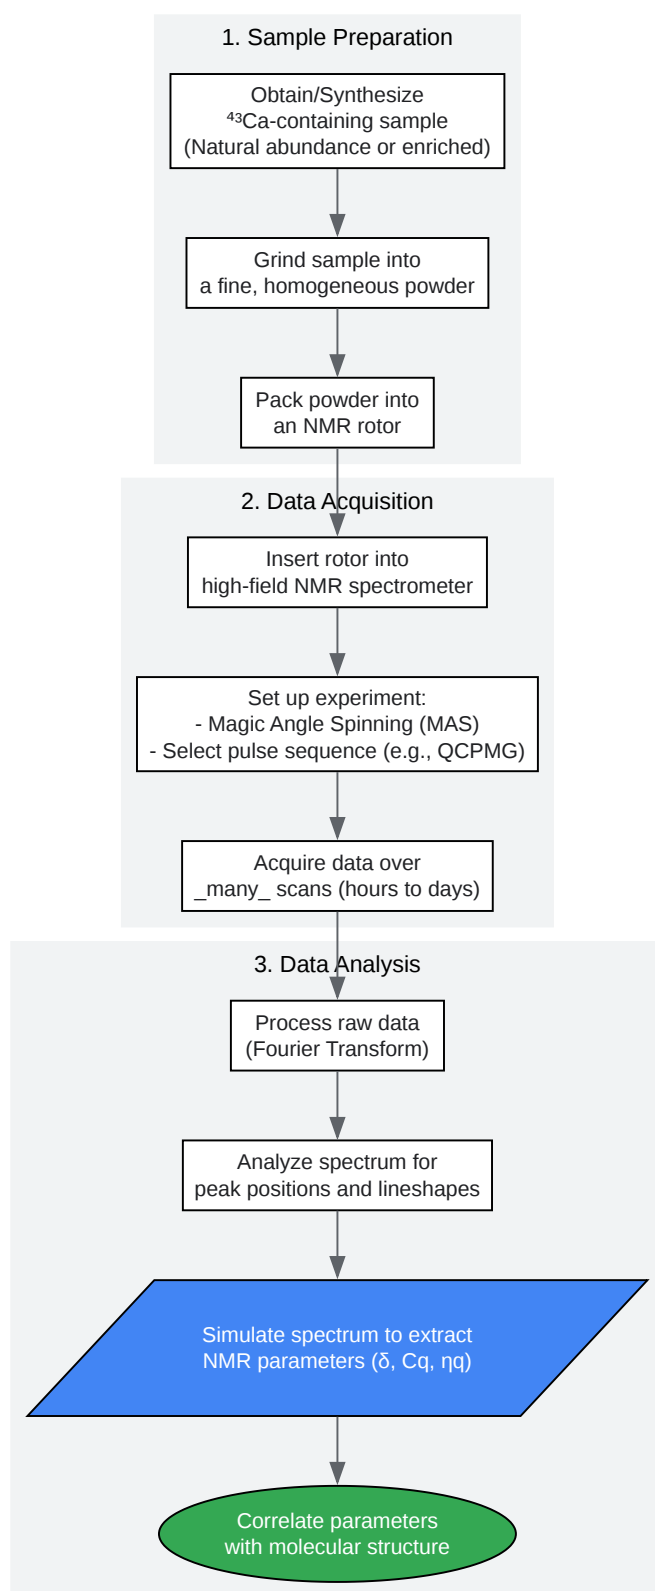 1. Sample Preparation
Obtain/Synthesize
⁴³Ca-containing sample
(Natural abundance or enriched)
Grind sample into
a fine, homogeneous powder
Pack powder into
an NMR rotor
2. Data Acquisition
Insert rotor into
high-field NMR spectrometer
Set up experiment:
- Magic Angle Spinning (MAS)
- Select pulse sequence (e.g., QCPMG)
Acquire data over
_many_ scans (hours to days)
3. Data Analysis
Process raw data
(Fourier Transform)
Analyze spectrum for
peak positions and lineshapes
Simulate spectrum to extract
NMR parameters (δ, Cq, ηq)
Correlate parameters
with molecular structure